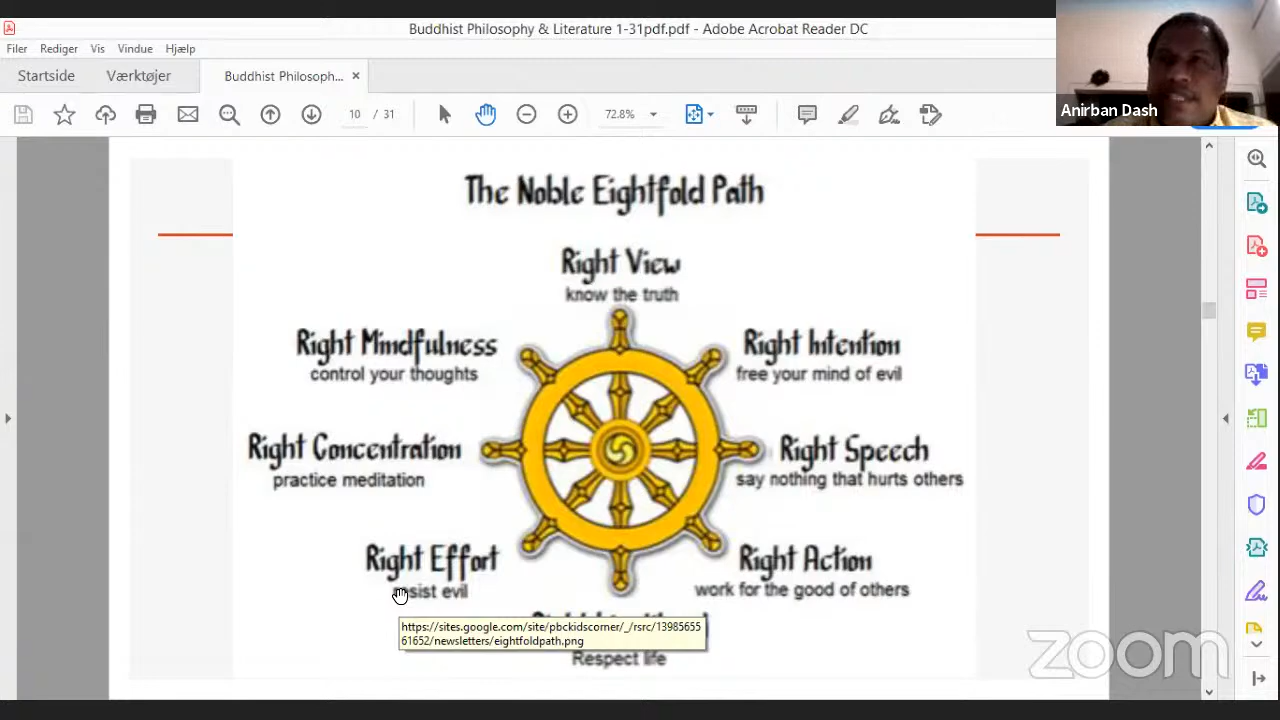 Buddhist Philosophy & Literature 1-31pdf.pdf - Adobe Acrobat Reader DC
Filer Rediger Vis Vindue Hjælp
Startside Værktøjer Buddhist Philosoph... ×
10 / 31 72.8%
Anirban Dash
The Noble Eightfold Path
Right View
know the truth
Right Mindfulness
control your thoughts
Right Intention
free your mind of evil
Right Concentration
practice meditation
Right Speech
say nothing that hurts others
Right Effort
resist evil
Right Action
work for the good of others
https://sites.google.com/site/pbckidscorner/_/rsrc/13985655
61652/newsletters/eightfoldpath.png
Respect life
zoom